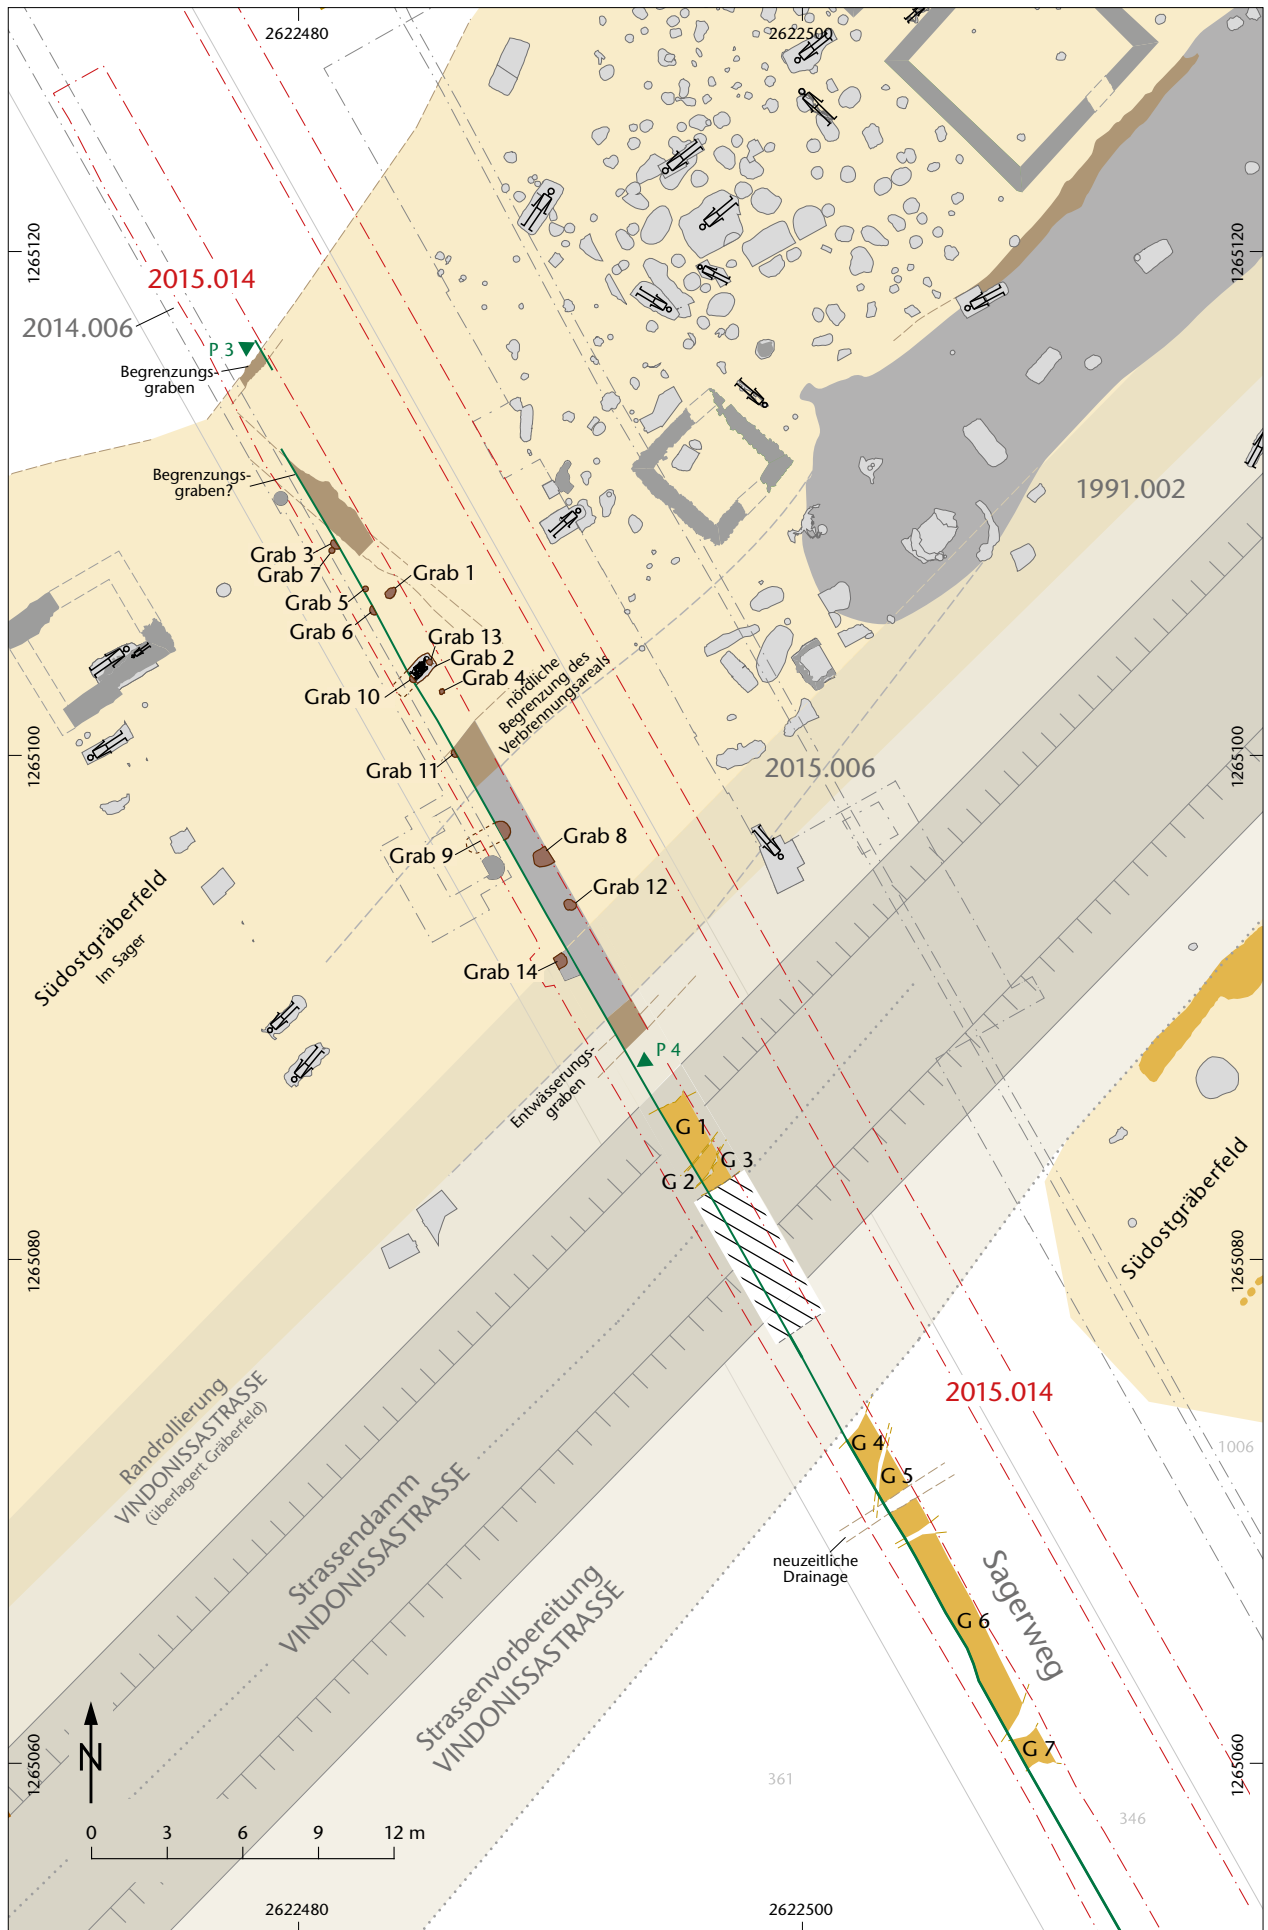 2622480
2622500
1265120
1265120
2015.014
2014.006
P 3
Begrenzungs-
graben
Begrenzungs-
graben?
1991.002
Grab 3
Grab 7
Grab 1
Grab 5
Grab 6
Grab 13
Grab 2
Grab 4
Grab 10
nördliche
Begrenzung des
Verbrennungsareals
1265100
1265100
Grab 11
2015.006
Grab 8
Grab 9
Grab 12
Südostgräberfeld
Im Sager
Grab 14
P 4
Entwässerungs-
graben
G 1
G 3
G 2
Südostgräberfeld
1265080
1265080
2015.014
Randrollierung
VINDONISSASTRASSE
(überlagert Gräberfeld)
Strassendamm
VINDONISSASTRASSE
G 4
1006
G 5
neuzeitliche
Drainage
Strassenvorbereitung
VINDONISSASTRASSE
Sagerweg
G 6
G 7
1265060
1265060
N
361
346
0 3 6 9 12 m
2622480
2622500